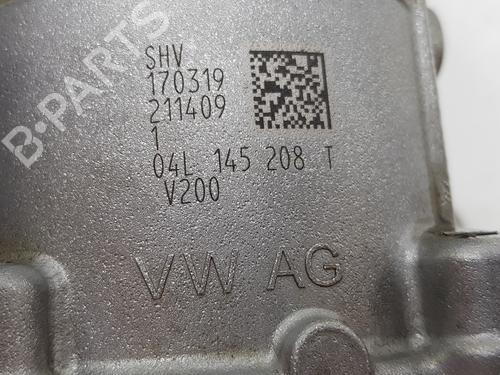 SHV
170319
211409
1
04L 145 208 T
V200
VW AG
B-PARTS